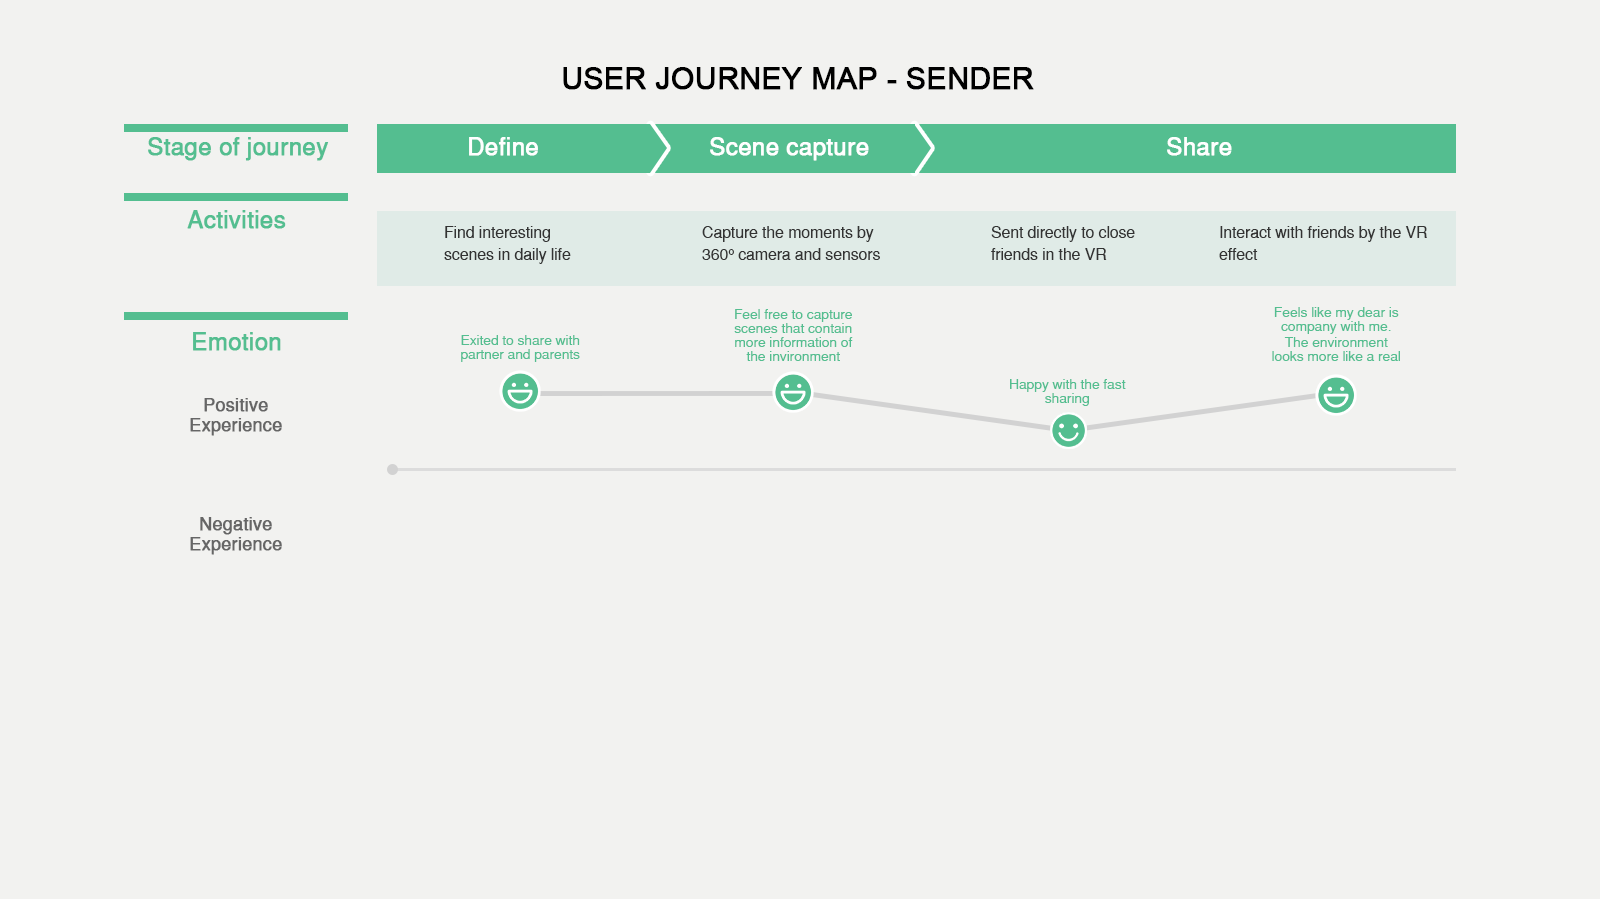 USER JOURNEY MAP - SENDER
Stage of journey
Define
Scene capture
Share
Activities
Find interesting
scenes in daily life
Capture the moments by
360º camera and sensors
Sent directly to close
friends in the VR
Interact with friends by the VR
effect
Emotion
Exited to share with
partner and parents
Feel free to capture
scenes that contain
more information of
the invironment
Happy with the fast
sharing
Feels like my dear is
company with me.
The environment
looks more like a real
Positive
Experience
Negative
Experience